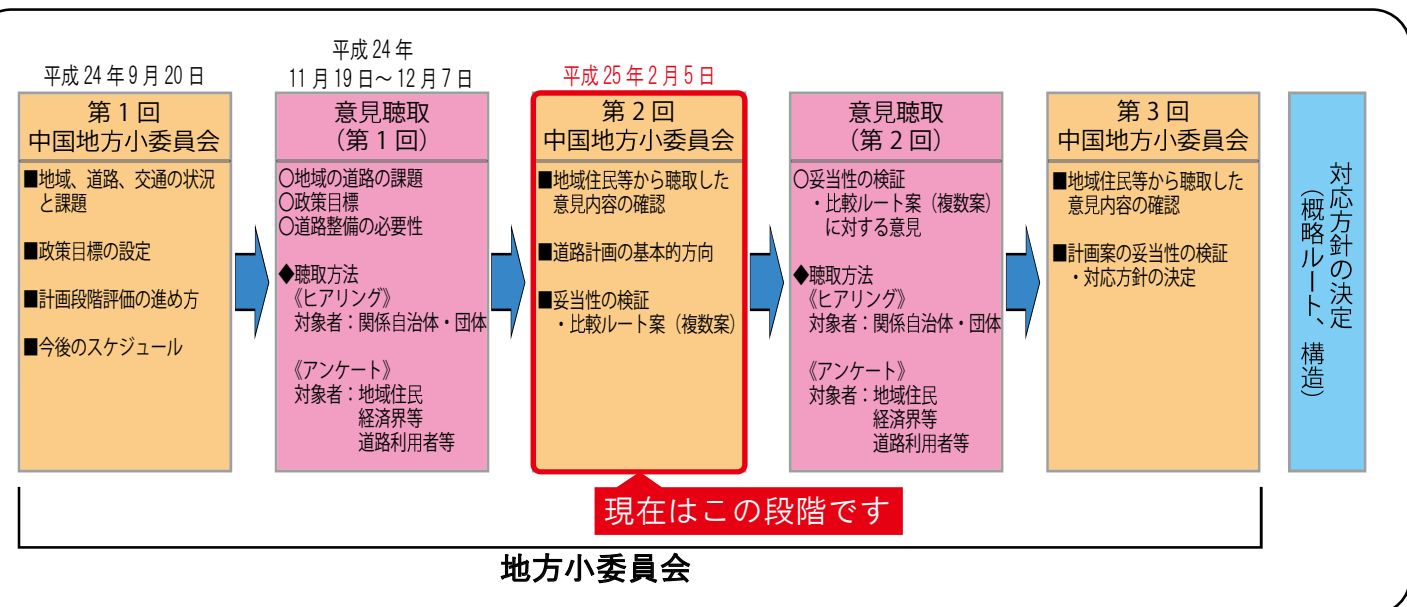 平成24年9月20日
第1回
中国地方小委員会
■地域、道路、交通の状況
と課題
■政策目標の設定
■計画段階評価の進め方
■今後のスケジュール
平成24年
11月19日～12月7日
意見聴取
（第1回）
〇地域の道路の課題
〇政策目標
〇道路整備の必要性
◆聴取方法
《ヒアリング》
対象者：関係自治体・団体
《アンケート》
対象者：地域住民
経済界等
道路利用者等
平成25年2月5日
第2回
中国地方小委員会
■地域住民等から聴取した
意見内容の確認
■道路計画の基本的方向
■妥当性の検証
・比較ルート案（複数案）
現在はこの段階です
意見聴取
（第2回）
〇妥当性の検証
・比較ルート案（複数案）
に対する意見
◆聴取方法
《ヒアリング》
対象者：関係自治体・団体
《アンケート》
対象者：地域住民
経済界等
道路利用者等
第3回
中国地方小委員会
■地域住民等から聴取した
意見内容の確認
■計画案の妥当性の検証
・対応方針の決定
対応方針の決定
（概略ルート、構造）
地方小委員会